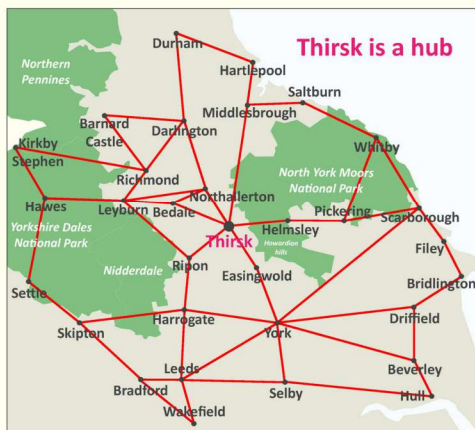 Thirsk is a hub
Durham
Northern
Pennines
Hartlepool
Saltburn
Middlesbrough
Barnard
Castle
Darlington
Whitby
Kirkby
Stephen
Richmond
North York Moors
National Park
Northallerton
Hawes
Leyburn
Bedale
Pickering
Scarborough
Helmsley
Yorkshire Dales
National Park
Thirsk
Howardian
hills
Filey
Nidderdale
Ripon
Easingwold
Bridlington
Settle
Harrogate
York
Driffield
Skipton
Leeds
Beverley
Bradford
Selby
Hull
Wakefield